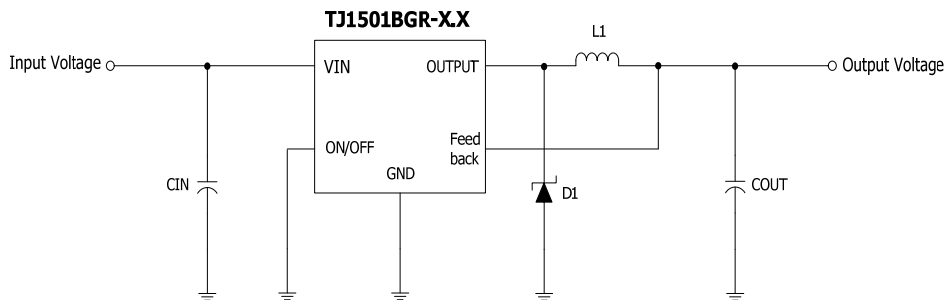 TJ1501BGR-X.X
L1
Input Voltage
VIN
OUTPUT
Output Voltage
ON/OFF
Feed
back
GND
CIN
D1
COUT